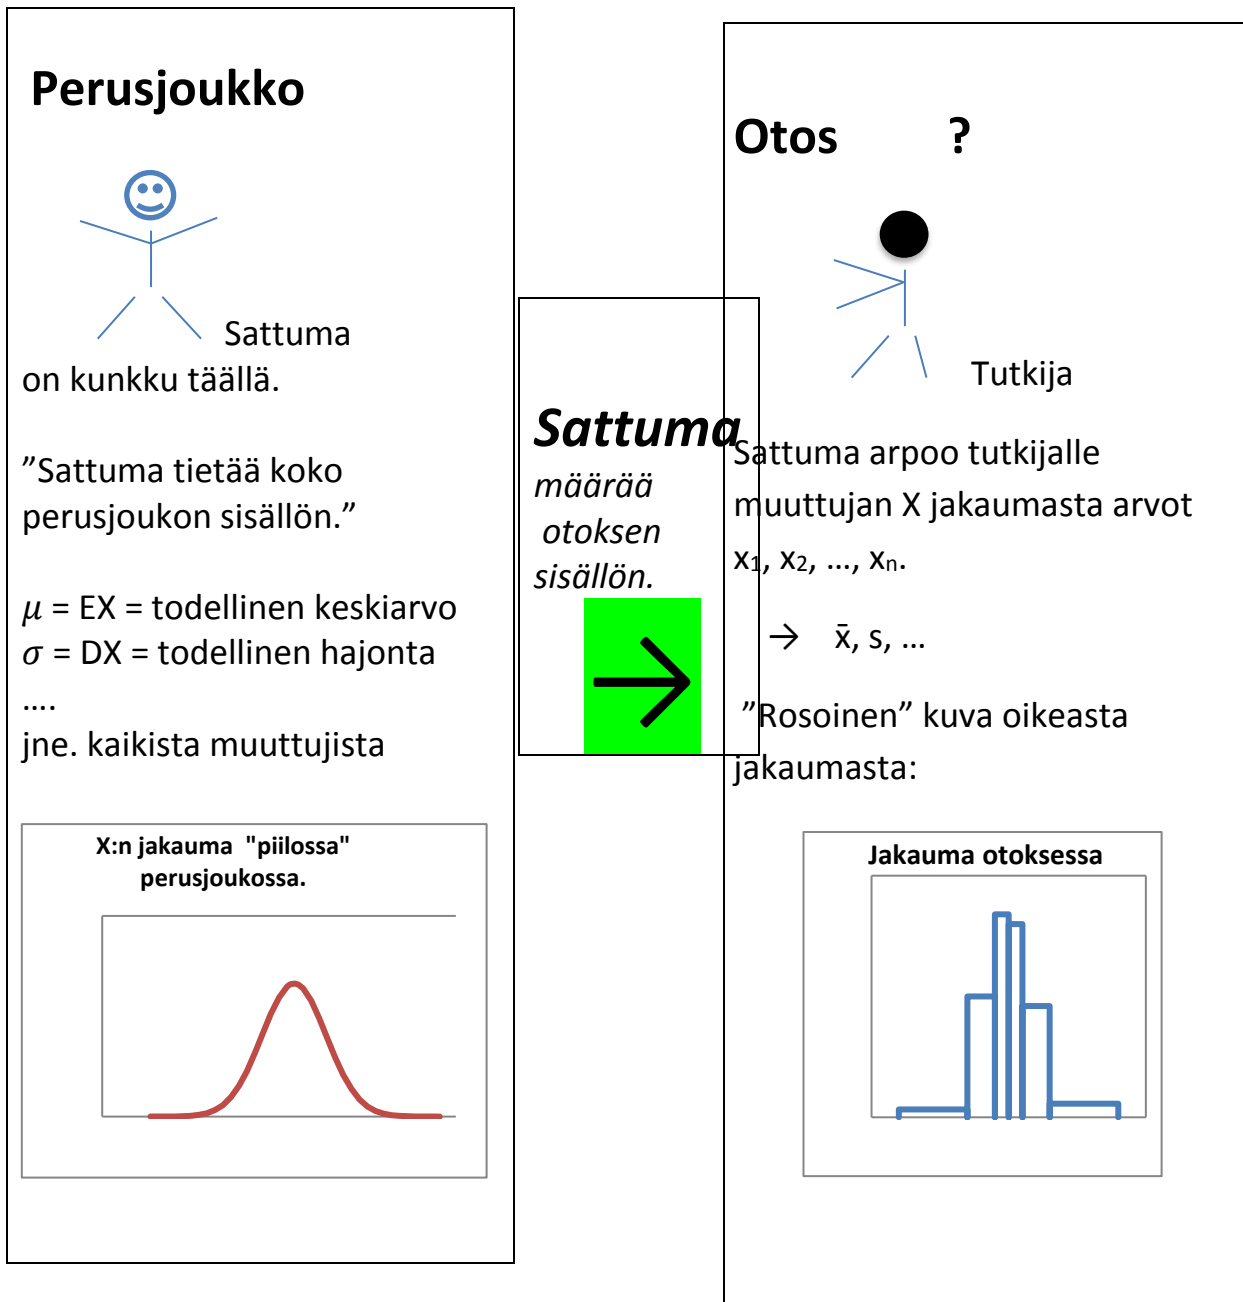 Perusjoukko
Sattuma
on kunkku täällä.
”Sattuma tietää koko
perusjoukon sisällön.”
𝜇 = EX = todellinen keskiarvo
𝜎 = DX = todellinen hajonta
….
jne. kaikista muuttujista
X:n jakauma "piilossa"
perusjoukossa.
Sattuma
määrää
otoksen
sisällön.
→
Otos ?
Tutkija
Sattuma arpoo tutkijalle
muuttujan X jakaumasta arvot
x₁, x₂, …, xₙ.
→ x̄, s, …
”Rosoinen” kuva oikeasta
jakaumasta:
Jakauma otoksessa